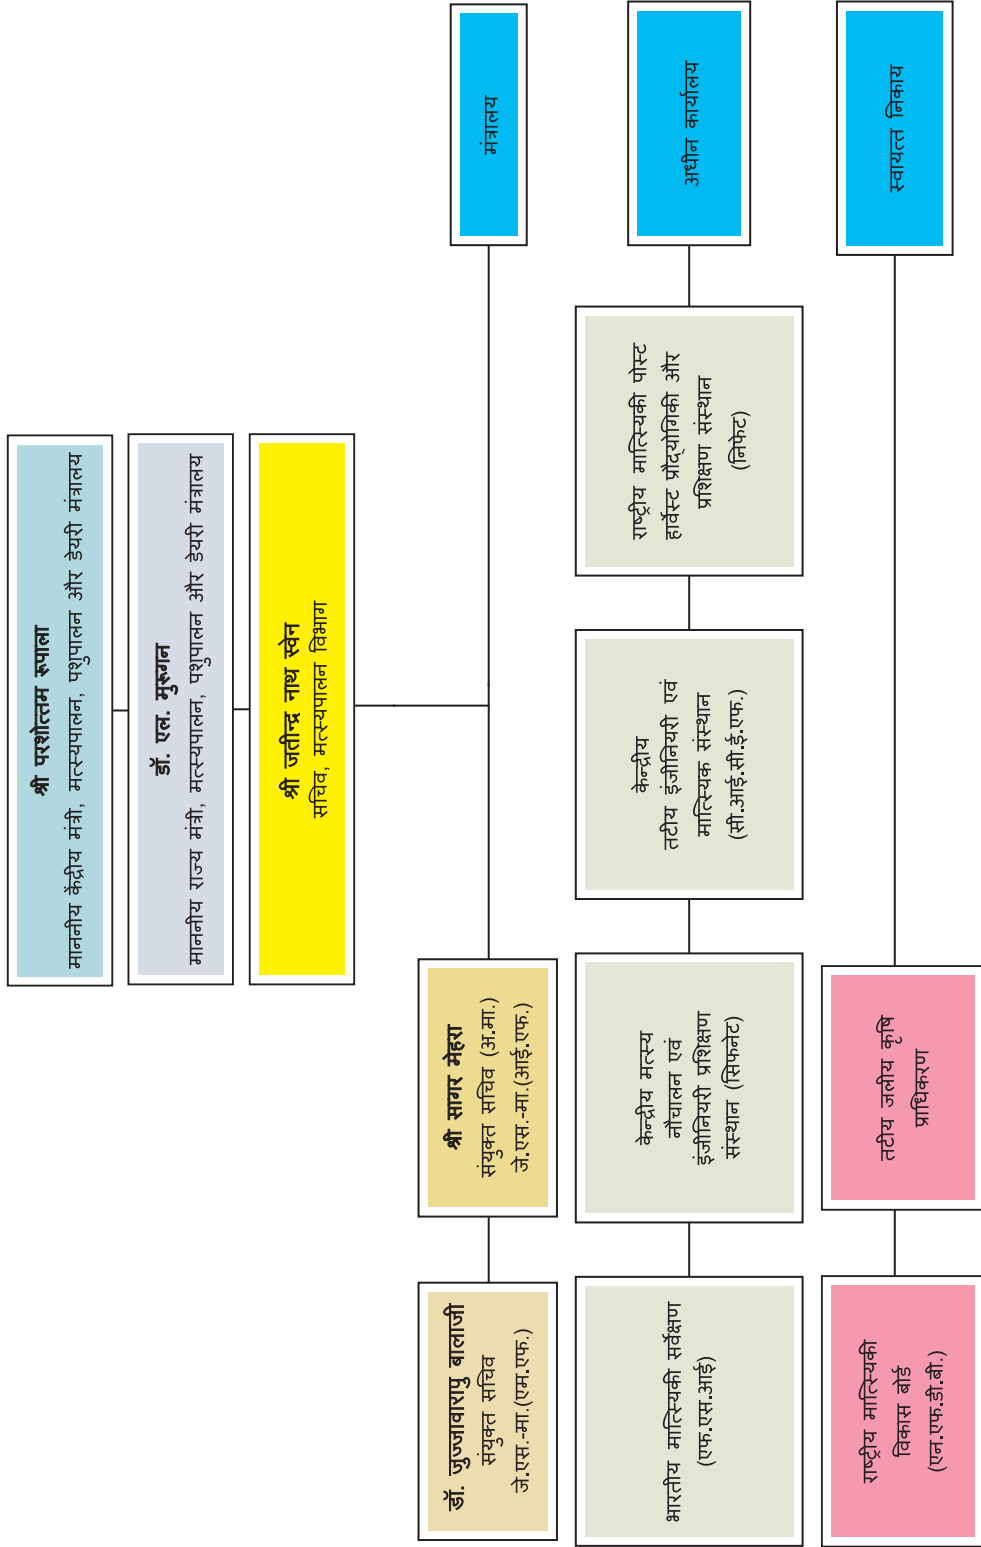 श्री परशोत्तम रूपाला
माननीय केंद्रीय मंत्री, मत्स्यपालन, पशुपालन और डेयरी मंत्रालय
डॉ. एल. मुरूगन
माननीय राज्य मंत्री, मत्स्यपालन, पशुपालन और डेयरी मंत्रालय
श्री जतीन्द्र नाथ स्वेन
सचिव, मत्स्यपालन विभाग
डॉ. जुज्जावारापु बालाजी
संयुक्त सचिव
जे.एस.-मा.(एम.एफ.)
श्री सागर मेहरा
संयुक्त सचिव (अ.मा.)
जे.एस.-मा.(आई.एफ.)
मंत्रालय
भारतीय मात्स्यिकी सर्वेक्षण
(एफ.एस.आई)
केन्द्रीय मत्स्य
नौचालन एवं
इंजीनियरी प्रशिक्षण
संस्थान (सिफनेट)
केन्द्रीय
तटीय इंजीनियरी एवं
मात्स्यिक संस्थान
(सी.आई.सी.ई.एफ.)
राष्ट्रीय मात्स्यिकी पोस्ट
हार्वेस्ट प्रौद्योगिकी और
प्रशिक्षण संस्थान
(निफेट)
अधीन कार्यालय
राष्ट्रीय मात्स्यिकी
विकास बोर्ड
(एन.एफ.डी.बी.)
तटीय जलीय कृषि
प्राधिकरण
स्वायत्त निकाय